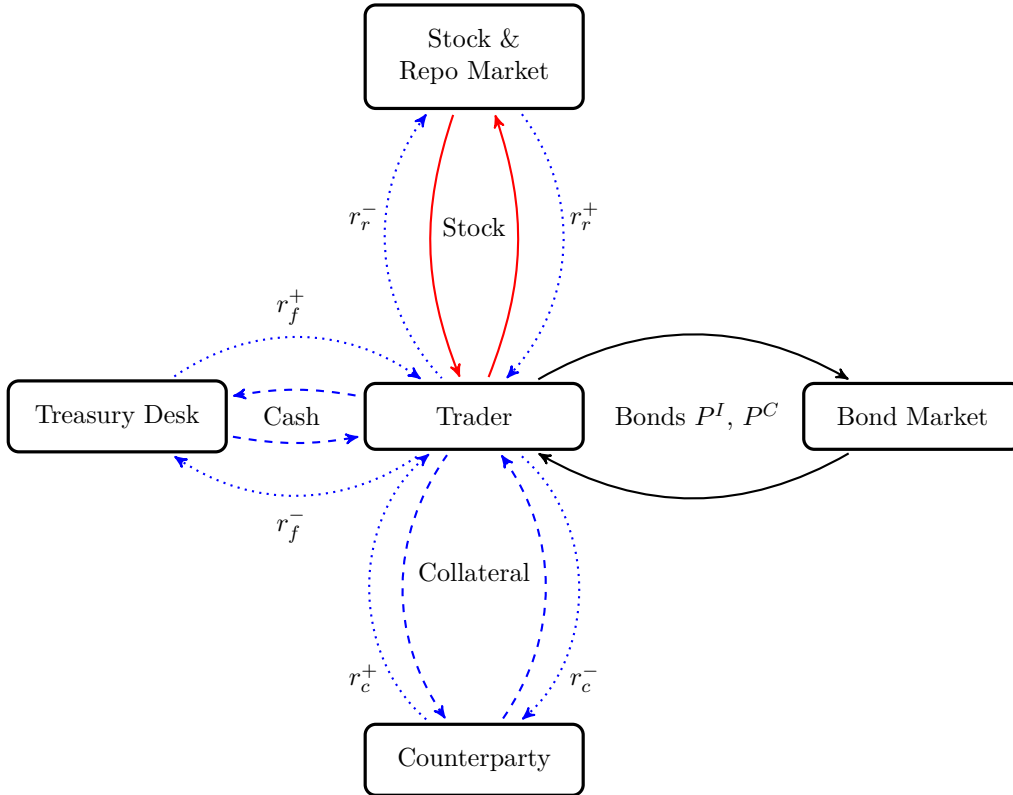 Stock &
Repo Market
$r_r^-$
Stock
$r_r^+$
$r_f^+$
Treasury Desk
Cash
Trader
Bonds $P^I$, $P^C$
Bond Market
$r_f^-$
Collateral
$r_c^+$
$r_c^-$
Counterparty